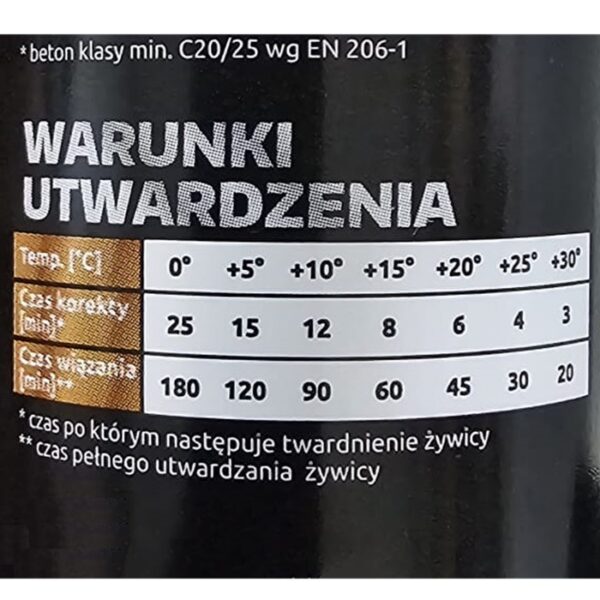 * beton klasy min. C20/25 wg EN 206-1
WARUNKI
UTWARDZENIA
Temp. [°C] 0° +5° +10° +15° +20° +25° +30°
Czas korekty
[min]* 25 15 12 8 6 4 3
Czas wiązania
[min]** 180 120 90 60 45 30 20
* czas po którym następuje twardnienie żywicy
** czas pełnego utwardzania żywicy